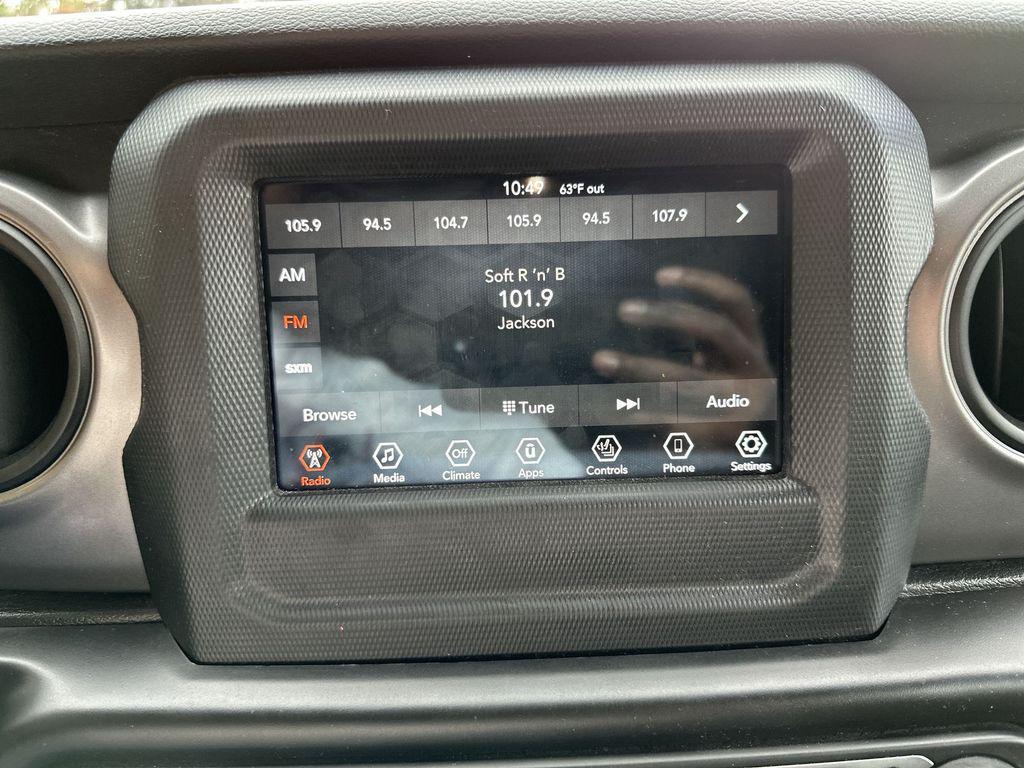 10:49 63°F out
105.9 94.5 104.7 105.9 94.5 107.9
AM
Soft R 'n' B
101.9
FM
Jackson
sxm
Browse Tune Audio
Radio Media Off Climate Apps Controls Phone Settings